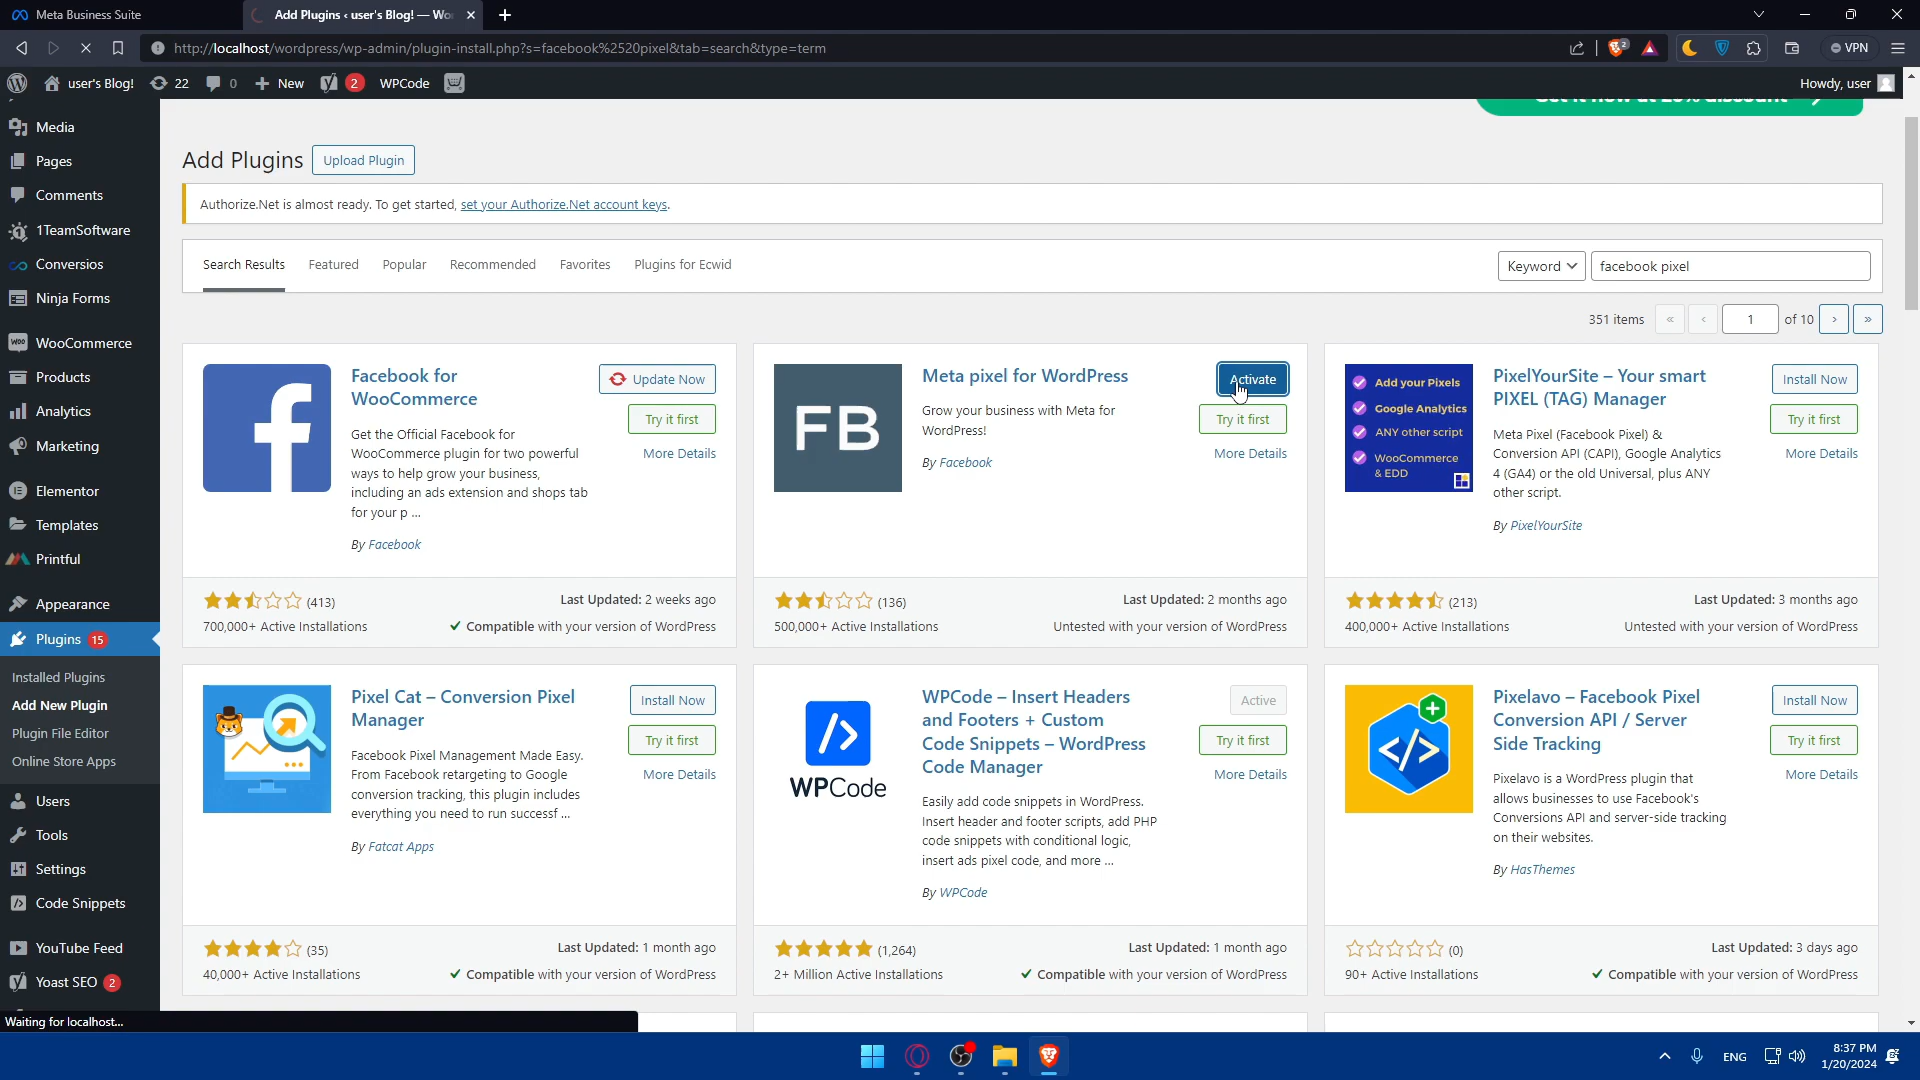 Meta Business Suite
Add Plugins ‹ user's Blog! — Wo
http://localhost/wordpress/wp-admin/plugin-install.php?s=facebook%2520pixel&tab=search&type=term
2
VPN
user's Blog!
22
0
New
2
WPCode
Howdy, user
Media
Pages
Comments
1TeamSoftware
Conversios
Ninja Forms
WooCommerce
Products
Analytics
Marketing
Elementor
Templates
Printful
Appearance
Plugins 15
Installed Plugins
Add New Plugin
Plugin File Editor
Online Store Apps
Users
Tools
Settings
Code Snippets
YouTube Feed
Yoast SEO 2
Waiting for localhost...
Add Plugins
Upload Plugin
Authorize.Net is almost ready. To get started, set your Authorize.Net account keys.
Search Results
Featured
Popular
Recommended
Favorites
Plugins for Ecwid
Keyword
facebook pixel
351 items « ‹ 1 of 10 › »
Facebook for
WooCommerce
Update Now
Try it first
More Details
Get the Official Facebook for
WooCommerce plugin for two powerful
ways to help grow your business,
including an ads extension and shops tab
for your p ...
By Facebook
(413)
700,000+ Active Installations
Last Updated: 2 weeks ago
Compatible with your version of WordPress
FB
Meta pixel for WordPress
Activate
Try it first
More Details
Grow your business with Meta for
WordPress!
By Facebook
(136)
500,000+ Active Installations
Last Updated: 2 months ago
Untested with your version of WordPress
Add your Pixels
Google Analytics
ANY other script
WooCommerce
& EDD
PixelYourSite – Your smart
PIXEL (TAG) Manager
Install Now
Try it first
More Details
Meta Pixel (Facebook Pixel) &
Conversion API (CAPI), Google Analytics
4 (GA4) or the old Universal, plus ANY
other script.
By PixelYourSite
(213)
400,000+ Active Installations
Last Updated: 3 months ago
Untested with your version of WordPress
Pixel Cat – Conversion Pixel
Manager
Install Now
Try it first
More Details
Facebook Pixel Management Made Easy.
From Facebook retargeting to Google
conversion tracking, this plugin includes
everything you need to run successf ...
By Fatcat Apps
(35)
40,000+ Active Installations
Last Updated: 1 month ago
Compatible with your version of WordPress
WPCode
WPCode – Insert Headers
and Footers + Custom
Code Snippets – WordPress
Code Manager
Active
Try it first
More Details
Easily add code snippets in WordPress.
Insert header and footer scripts, add PHP
code snippets with conditional logic,
insert ads pixel code, and more ...
By WPCode
(1,264)
2+ Million Active Installations
Last Updated: 1 month ago
Compatible with your version of WordPress
Pixelavo – Facebook Pixel
Conversion API / Server
Side Tracking
Install Now
Try it first
More Details
Pixelavo is a WordPress plugin that
allows businesses to use Facebook's
Conversions API and server-side tracking
on their websites.
By HasThemes
(0)
90+ Active Installations
Last Updated: 3 days ago
Compatible with your version of WordPress
ENG
8:37 PM
1/20/2024